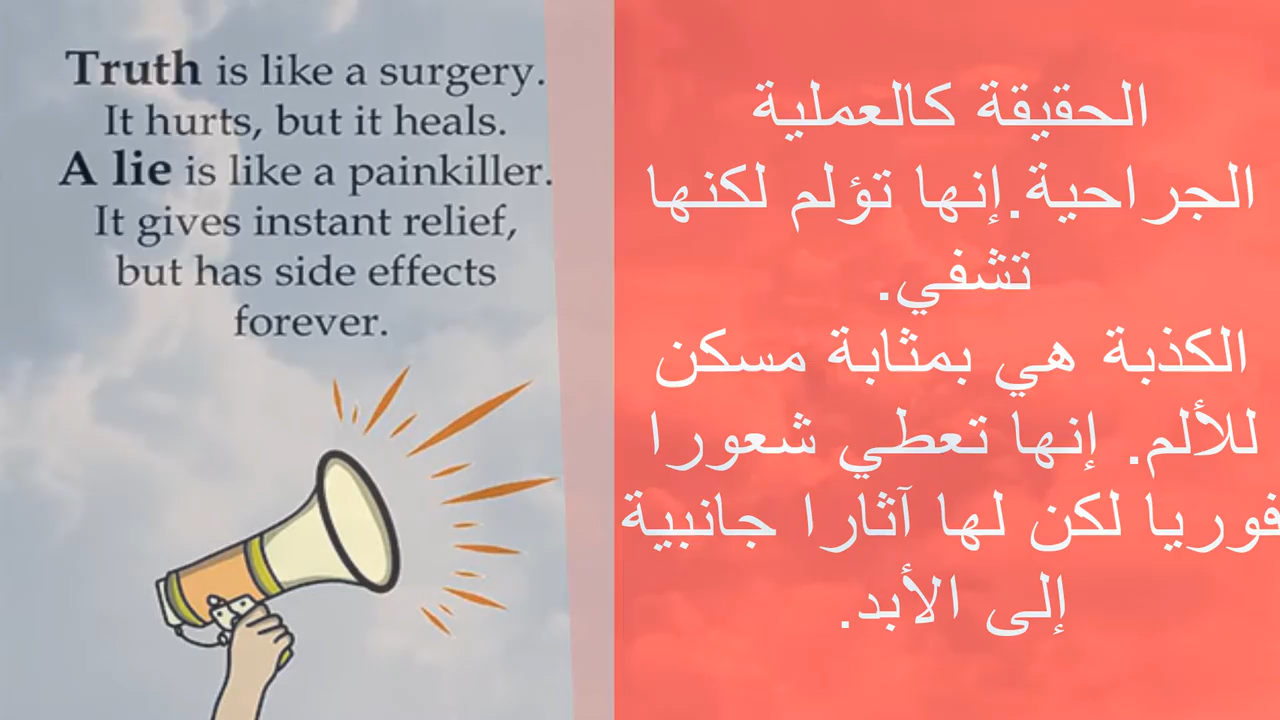 Truth is like a surgery.
It hurts, but it heals.
A lie is like a painkiller.
It gives instant relief,
but has side effects
forever.
الحقيقة كالعملية
الجراحية.إنها تؤلم لكنها
تشفي.
الكذبة هي بمثابة مسكن
للألم. إنها تعطي شعورا
فوريا لكن لها آثارا جانبية
إلى الأبد.